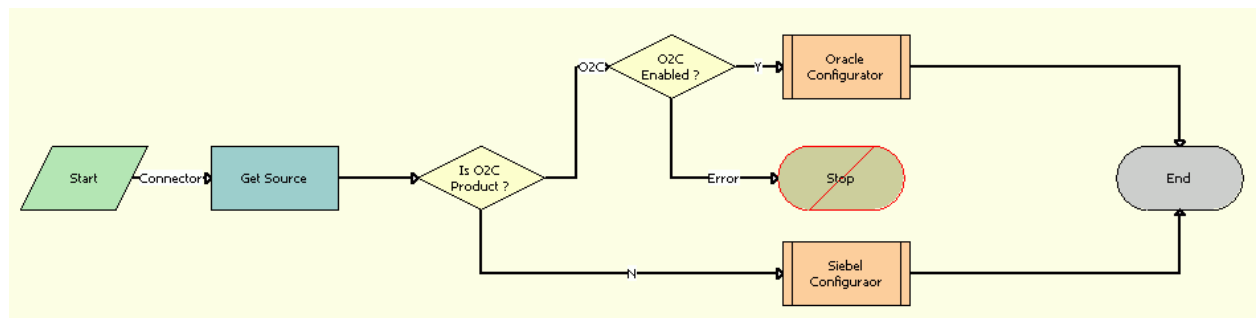 Start
Connector
Get Source
Is O2C
Product ?
O2C
O2C
Enabled ?
Y
Oracle
Configurator
Error
Stop
N
Siebel
Configuraor
End